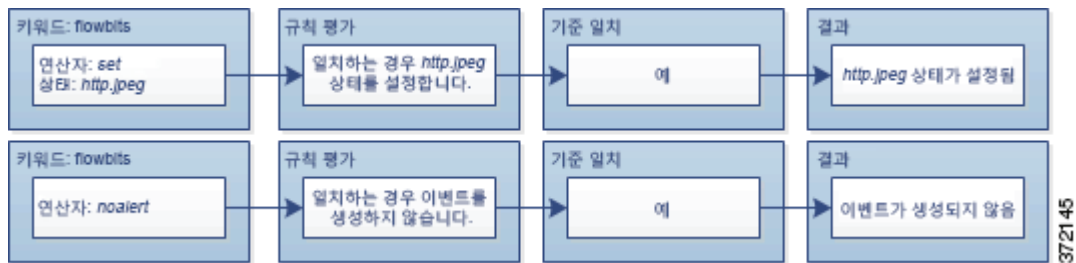 키워드: flowbits
연산자: set
상태: http.jpeg
규칙 평가
일치하는 경우 http.jpeg
상태를 설정합니다.
기준 일치
예
결과
http.jpeg 상태가 설정됨
키워드: flowbits
연산자: noalert
규칙 평가
일치하는 경우 이벤트를
생성하지 않습니다.
기준 일치
예
결과
이벤트가 생성되지 않음
372145